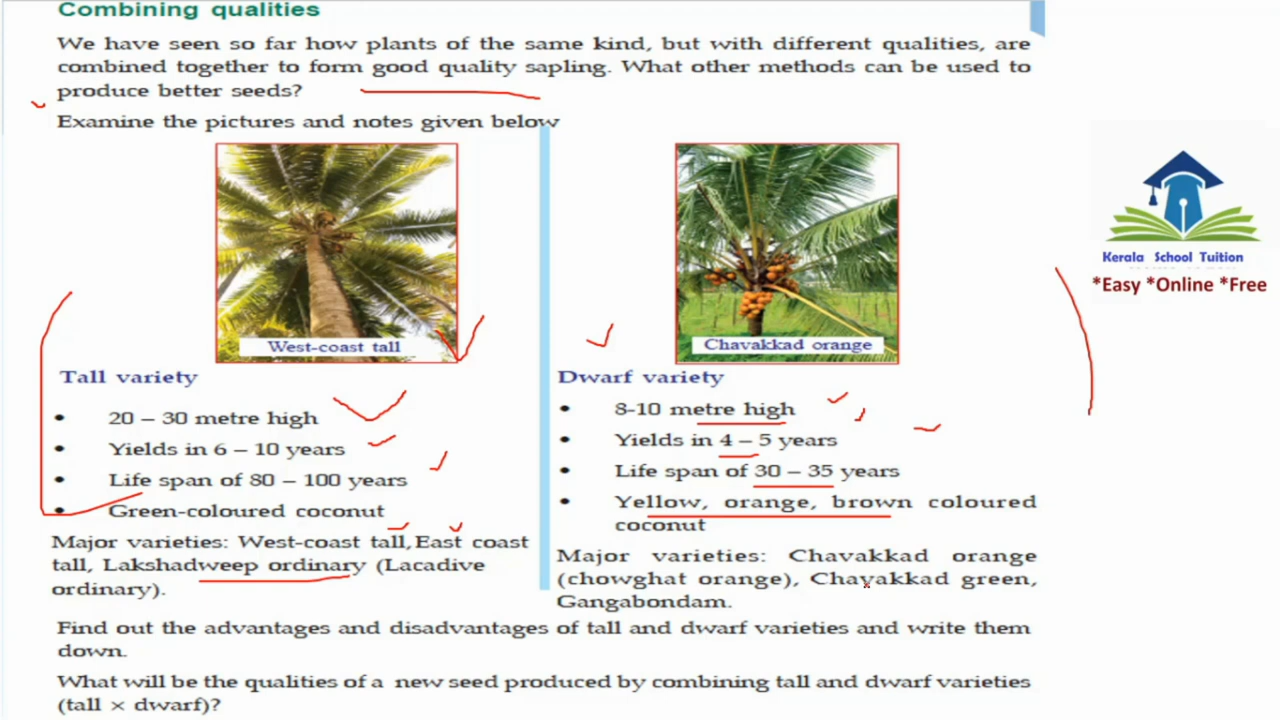 Combining qualities
We have seen so far how plants of the same kind, but with different qualities, are
combined together to form good quality sapling. What other methods can be used to
produce better seeds?
Examine the pictures and notes given below
West-coast tall
Tall variety
• 20 – 30 metre high
• Yields in 6 – 10 years
• Life span of 80 – 100 years
• Green-coloured coconut
Major varieties: West-coast tall, East coast
tall, Lakshadweep ordinary (Lacadive
ordinary).
Chavakkad orange
Dwarf variety
• 8-10 metre high
• Yields in 4 – 5 years
• Life span of 30 – 35 years
• Yellow, orange, brown coloured
coconut
Major varieties: Chavakkad orange
(chowghat orange), Chavakkad green,
Gangabondam.
Find out the advantages and disadvantages of tall and dwarf varieties and write them
down.
What will be the qualities of a new seed produced by combining tall and dwarf varieties
(tall × dwarf)?
Kerala School Tuition
*Easy *Online *Free